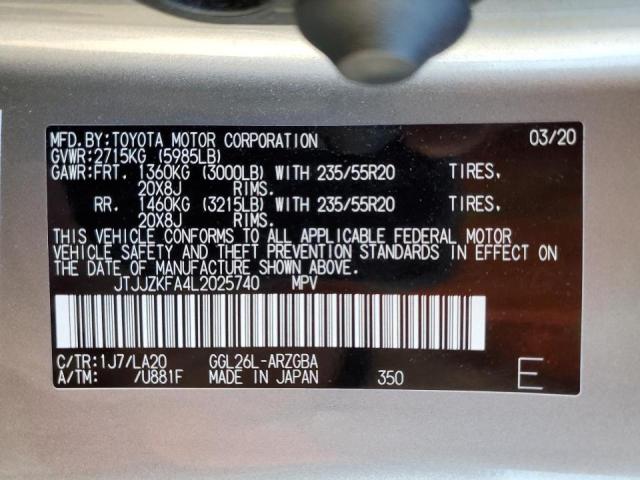 MFD.BY:TOYOTA MOTOR CORPORATION 03/20
GVWR:2715KG (5985LB)
GAWR:FRT. 1360KG (3000LB) WITH 235/55R20 TIRES,
20X8J RIMS.
RR. 1460KG (3215LB) WITH 235/55R20 TIRES,
20X8J RIMS.
THIS VEHICLE CONFORMS TO ALL APPLICABLE FEDERAL MOTOR
VEHICLE SAFETY AND THEFT PREVENTION STANDARDS IN EFFECT ON
THE DATE OF MANUFACTURE SHOWN ABOVE.
JTJJZKFA4L2025740 MPV
C/TR:1J7/LA20 GGL26L-ARZGBA
A/TM: /U881F MADE IN JAPAN 350 E